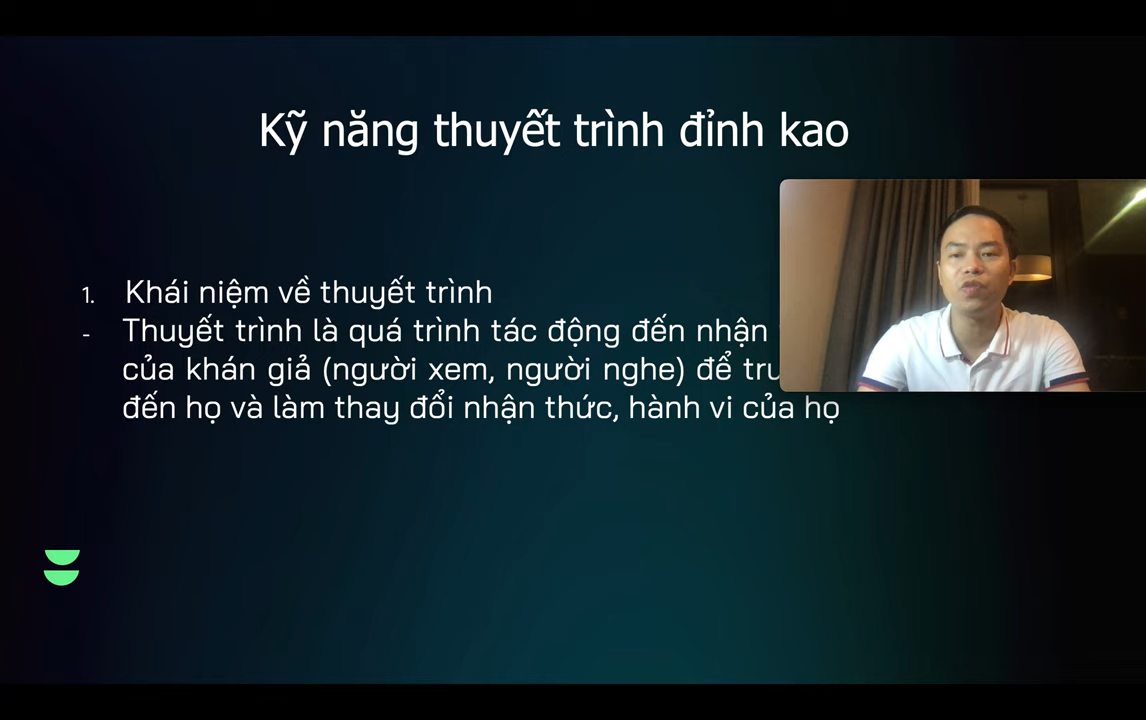 Kỹ năng thuyết trình đỉnh kao
1. Khái niệm về thuyết trình
- Thuyết trình là quá trình tác động đến nhận
của khán giả (người xem, người nghe) để
đến họ và làm thay đổi nhận thức, hành vi của họ